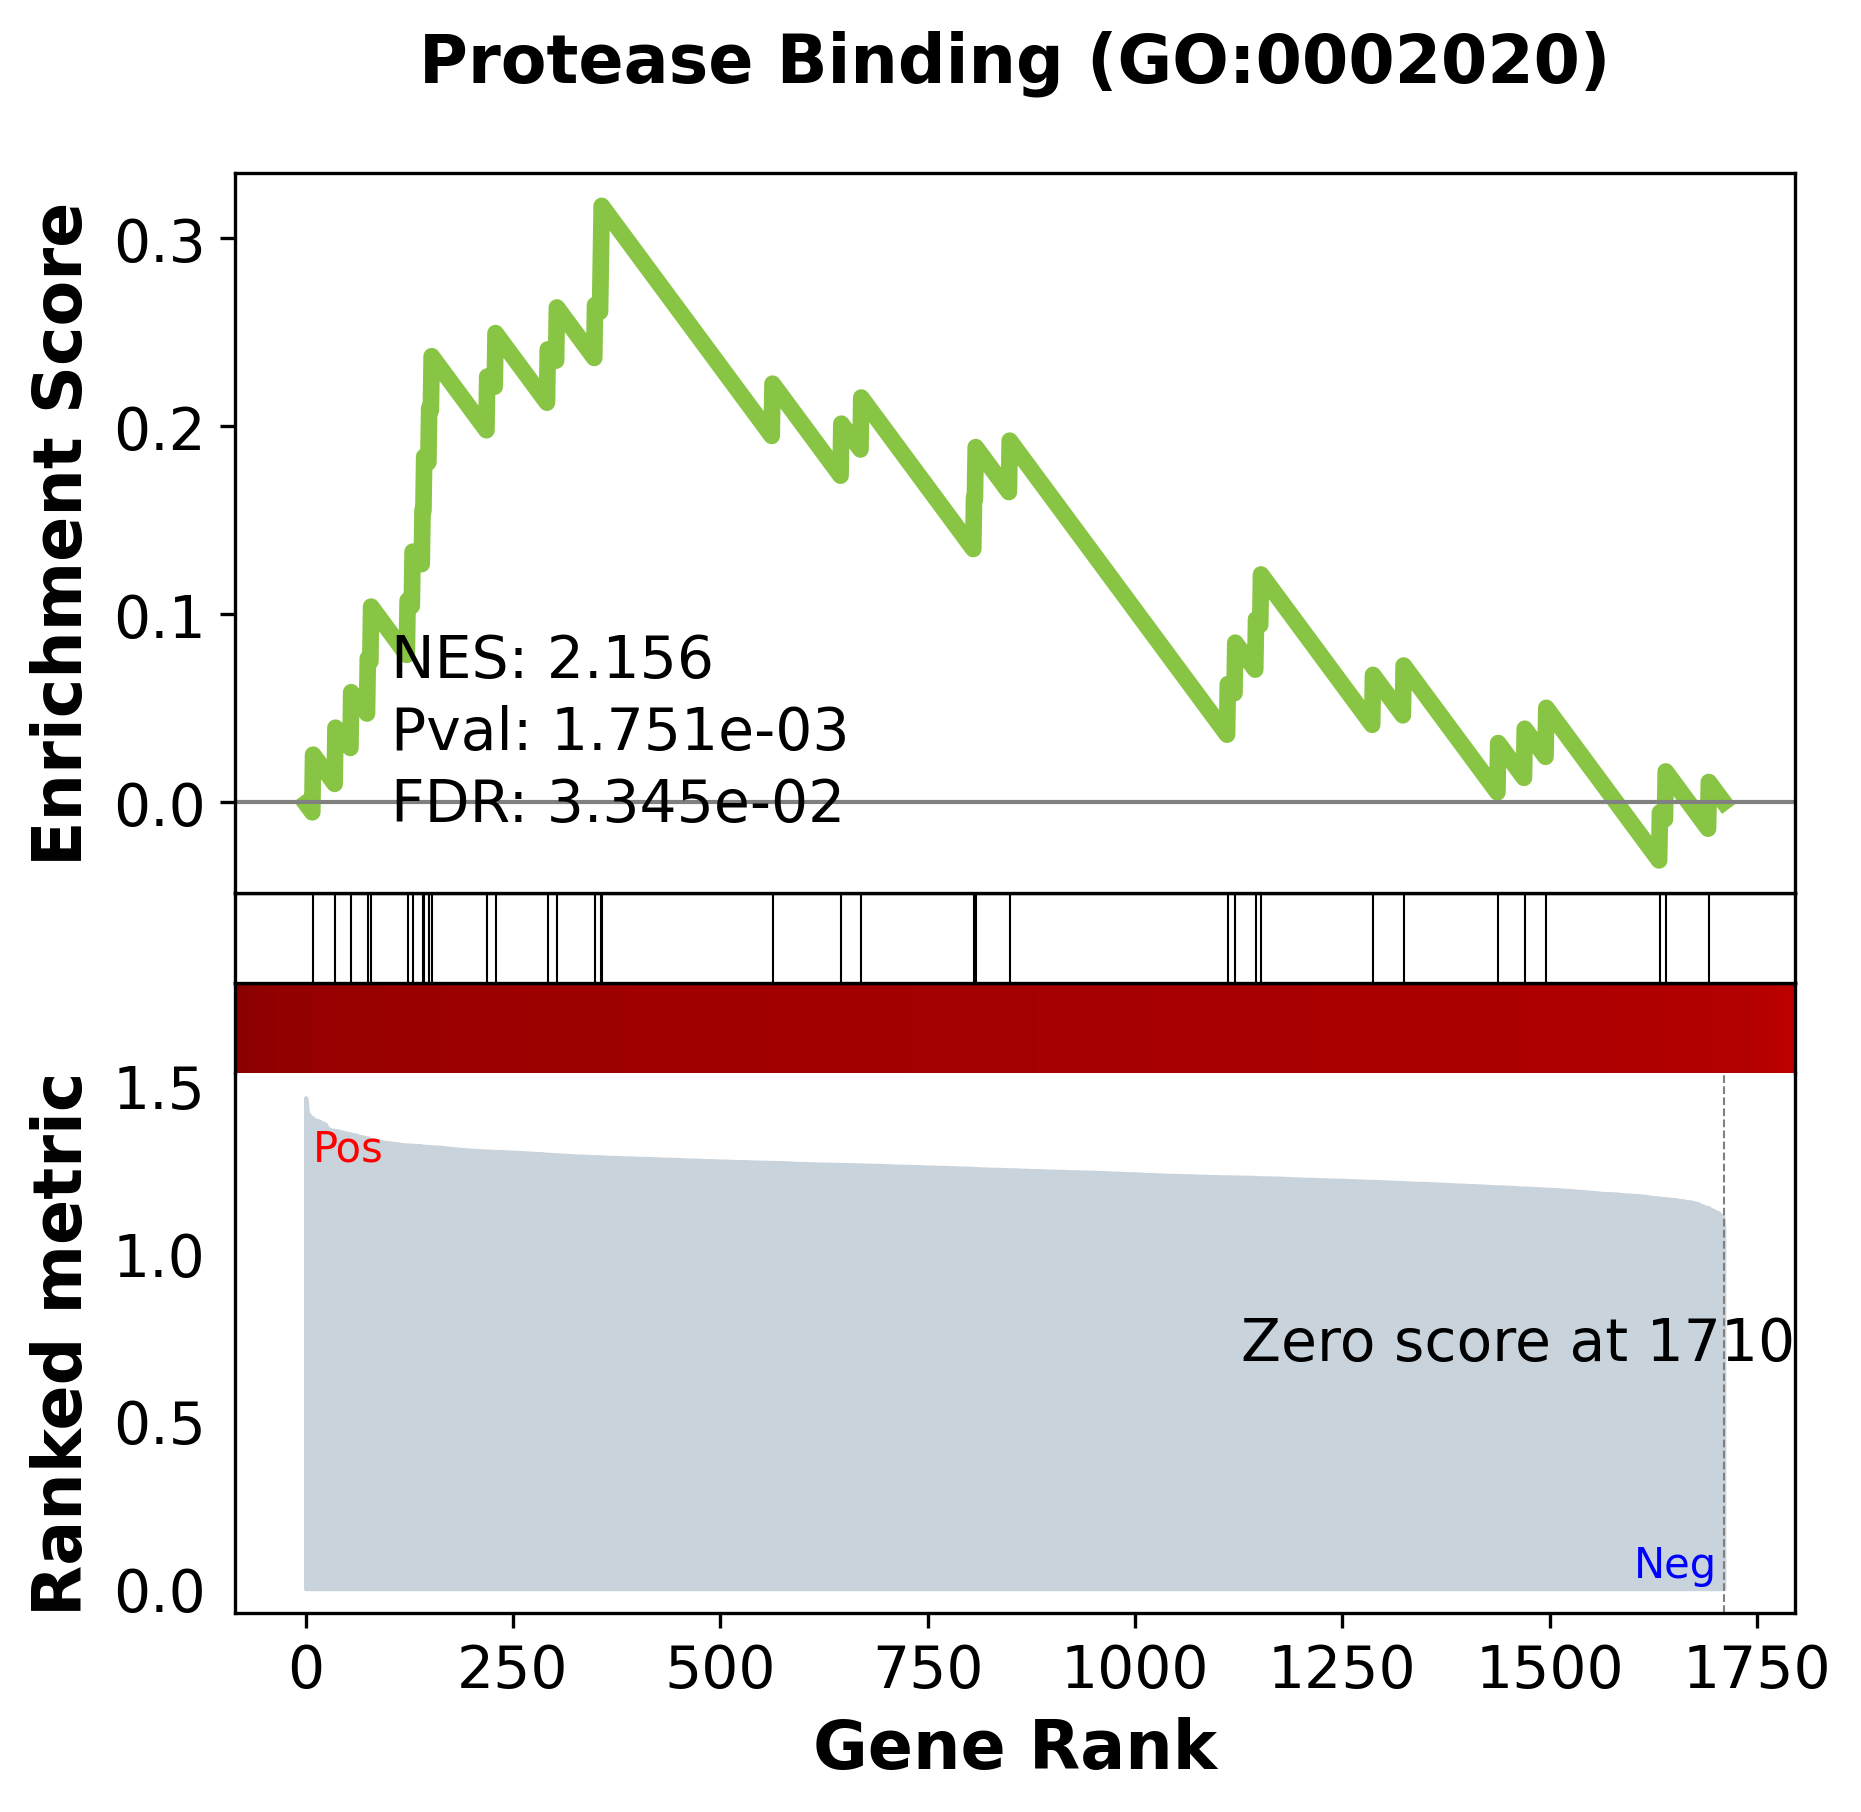 Protease Binding (GO:0002020)
Enrichment Score
0.3
0.2
0.1
0.0
NES: 2.156
Pval: 1.751e-03
FDR: 3.345e-02
Ranked metric
1.5
1.0
0.5
0.0
Pos
Zero score at 1710
Neg
0 250 500 750 1000 1250 1500 1750
Gene Rank